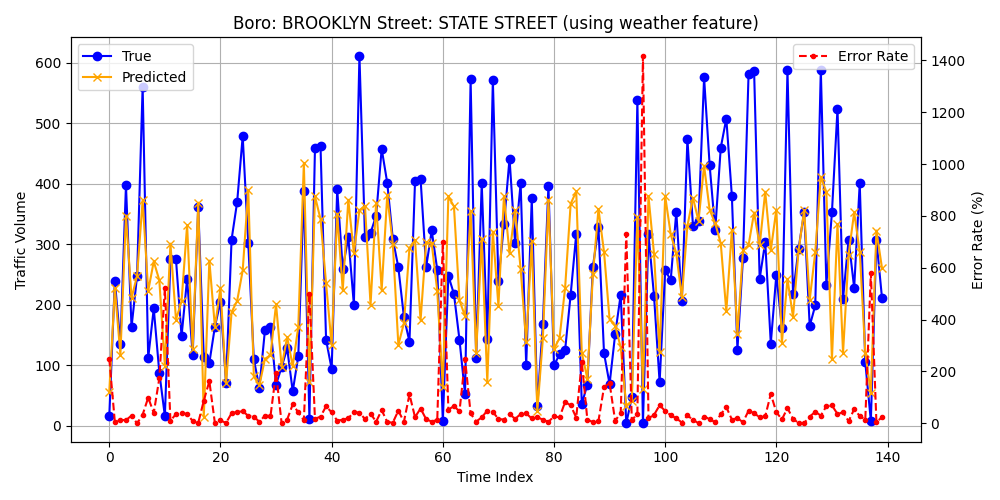 Boro: BROOKLYN Street: STATE STREET (using weather feature)
True
Predicted
Error Rate
Traffic Volume
600
500
400
300
200
100
0
1400
1200
1000
800
600
400
200
0
Error Rate (%)
0 20 40 60 80 100 120 140
Time Index